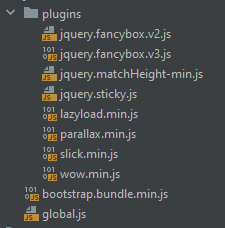 plugins
jquery.fancybox.v2.js
jquery.fancybox.v3.js
jquery.matchHeight-min.js
jquery.sticky.js
lazyload.min.js
parallax.min.js
slick.min.js
wow.min.js
bootstrap.bundle.min.js
global.js